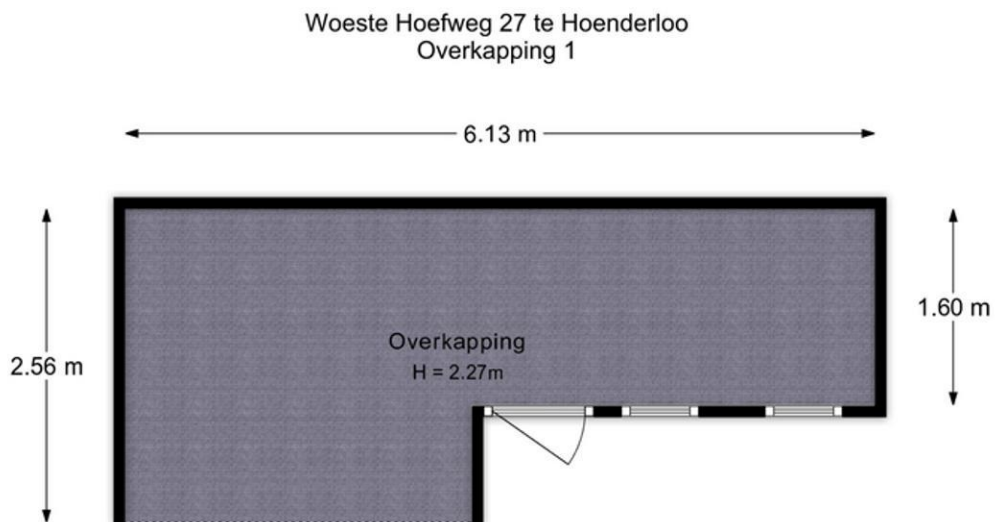 Woeste Hoefweg 27 te Hoenderloo
Overkapping 1
6.13 m
1.60 m
Overkapping
2.56 m
H = 2.27m